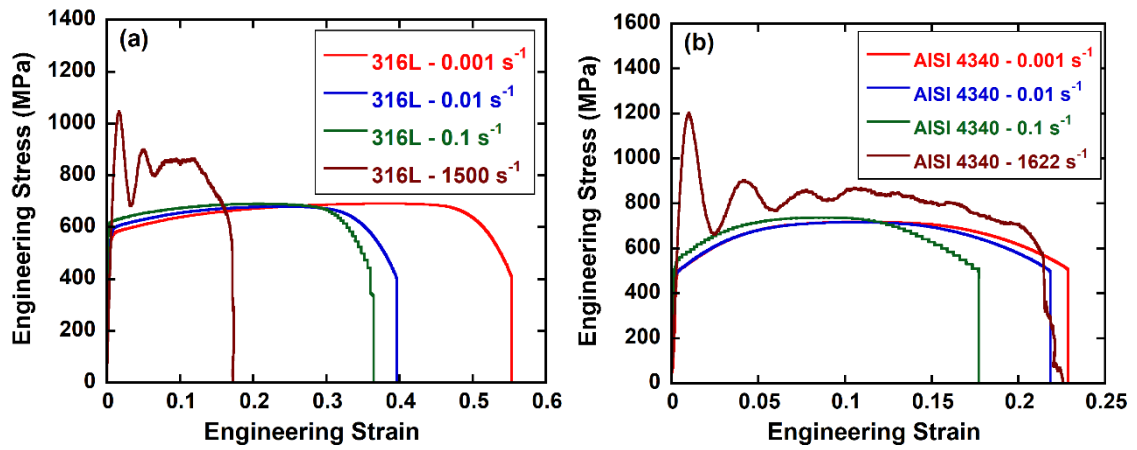 (a)
316L - 0.001 s⁻¹
316L - 0.01 s⁻¹
316L - 0.1 s⁻¹
316L - 1500 s⁻¹
Engineering Stress (MPa)
1400
1200
1000
800
600
400
200
0
0 0.1 0.2 0.3 0.4 0.5 0.6
Engineering Strain
(b)
AISI 4340 - 0.001 s⁻¹
AISI 4340 - 0.01 s⁻¹
AISI 4340 - 0.1 s⁻¹
AISI 4340 - 1622 s⁻¹
Engineering Stress (MPa)
1600
1400
1200
1000
800
600
400
200
0
0 0.05 0.1 0.15 0.2 0.25
Engineering Strain